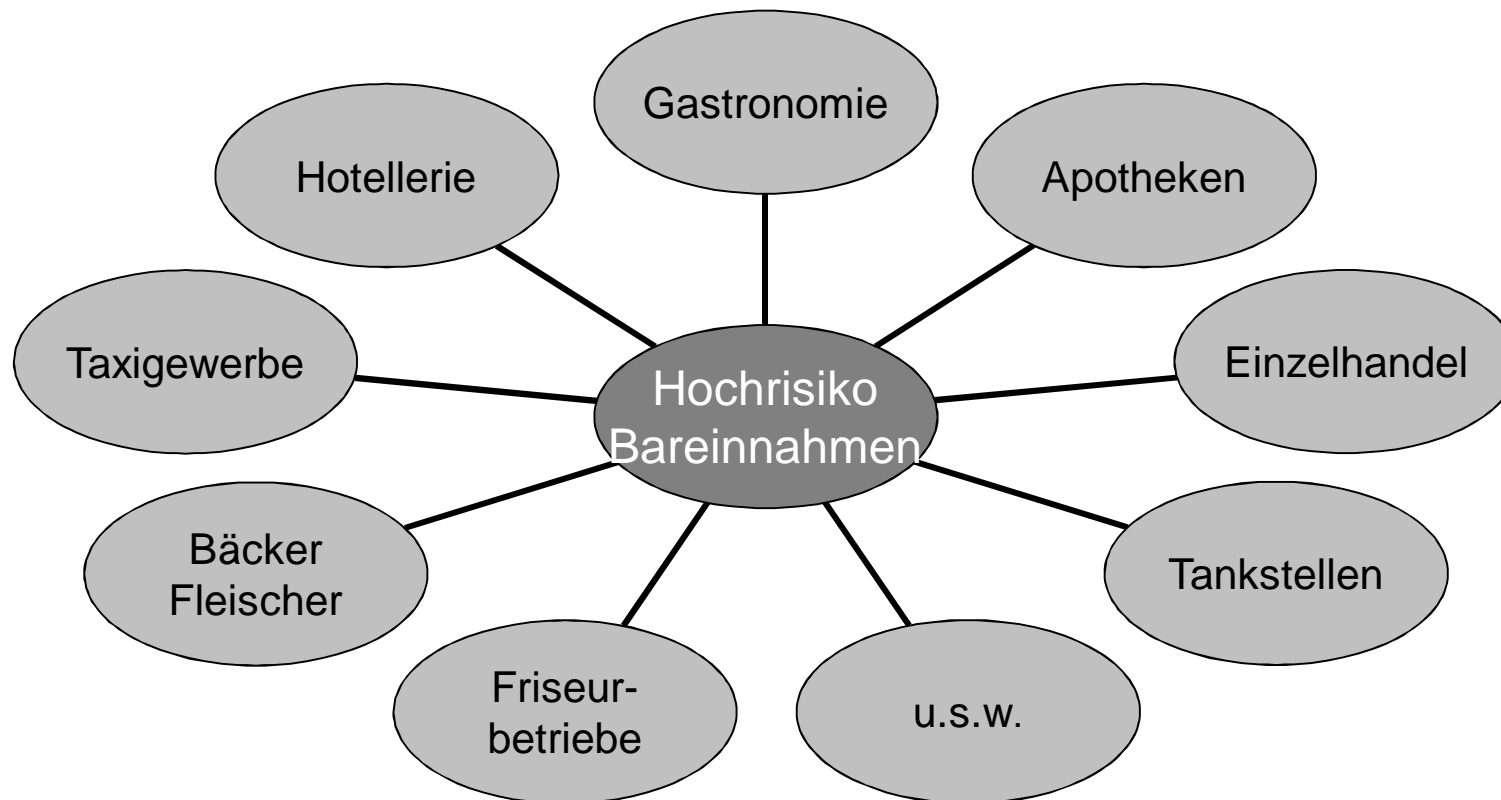 Gastronomie
Hotellerie
Apotheken
Taxigewerbe
Einzelhandel
Hochrisiko
Bareinnahmen
Bäcker
Fleischer
Tankstellen
Friseur-
betriebe
u.s.w.